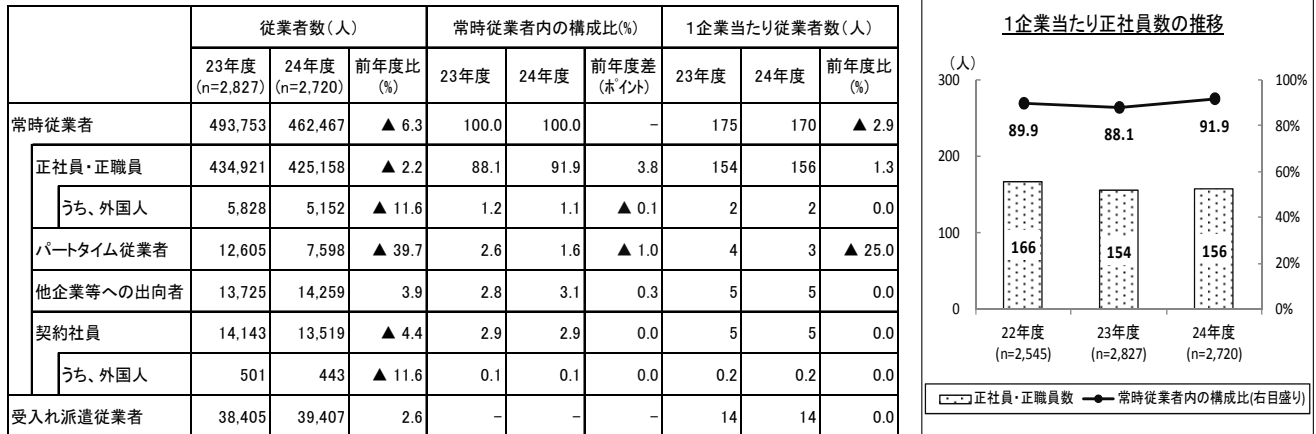 従業者数(人) 常時従業者内の構成比(%) 1企業当たり従業者数(人)
23年度 (n=2,827) 24年度 (n=2,720) 前年度比 (%) 23年度 24年度 前年度差 (ポイント) 23年度 24年度 前年度比 (%)
常時従業者 493,753 462,467 ▲ 6.3 100.0 100.0 − 175 170 ▲ 2.9
正社員・正職員 434,921 425,158 ▲ 2.2 88.1 91.9 3.8 154 156 1.3
うち、外国人 5,828 5,152 ▲ 11.6 1.2 1.1 ▲ 0.1 2 2 0.0
パートタイム従業者 12,605 7,598 ▲ 39.7 2.6 1.6 ▲ 1.0 4 3 ▲ 25.0
他企業等への出向者 13,725 14,259 3.9 2.8 3.1 0.3 5 5 0.0
契約社員 14,143 13,519 ▲ 4.4 2.9 2.9 0.0 5 5 0.0
うち、外国人 501 443 ▲ 11.6 0.1 0.1 0.0 0.2 0.2 0.0
受入れ派遣従業者 38,405 39,407 2.6 − − − 14 14 0.0
1企業当たり正社員数の推移
(人)
300 100%
89.9 88.1 91.9
80%
200
60%
40%
100
166 154 156
20%
0 0%
22年度 23年度 24年度
(n=2,545) (n=2,827) (n=2,720)
正社員・正職員数 常時従業者内の構成比(右目盛り)